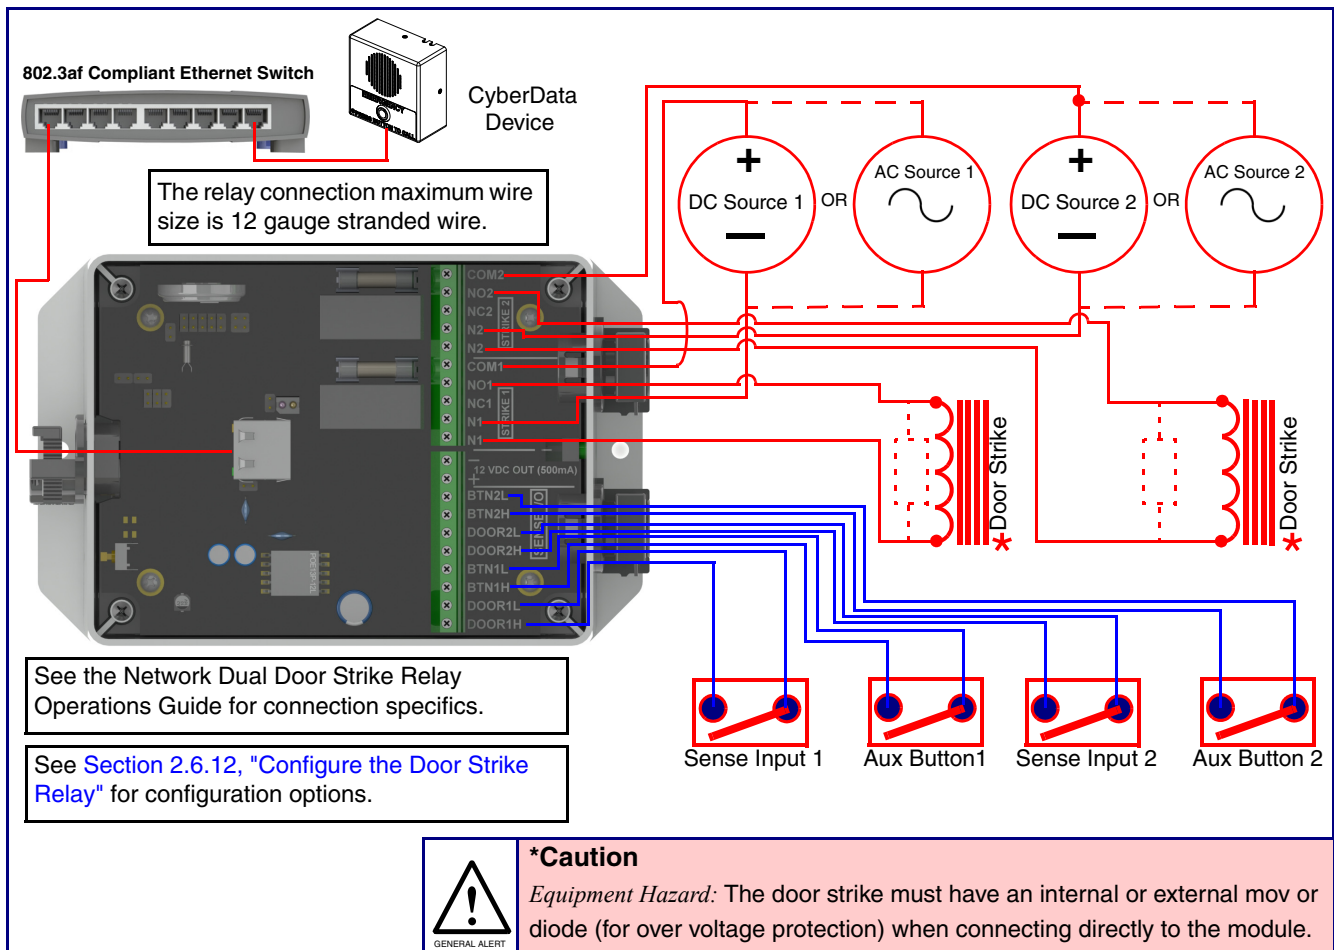 802.3af Compliant Ethernet Switch
CyberData
Device
The relay connection maximum wire
size is 12 gauge stranded wire.
DC Source 1
OR
AC Source 1
DC Source 2
OR
AC Source 2
COM2
NO2
NC2
N2
N2
STRIKE 2
COM1
NO1
NC1
N1
N1
STRIKE 1
12 VDC OUT (500mA)
BTN2L
BTN2H
DOOR2L
DOOR2H
BTN1L
BTN1H
DOOR1L
DOOR1H
*Door Strike
*Door Strike
See the Network Dual Door Strike Relay
Operations Guide for connection specifics.
See Section 2.6.12, "Configure the Door Strike
Relay" for configuration options.
Sense Input 1
Aux Button1
Sense Input 2
Aux Button 2
GENERAL ALERT
*Caution
Equipment Hazard: The door strike must have an internal or external mov or
diode (for over voltage protection) when connecting directly to the module.